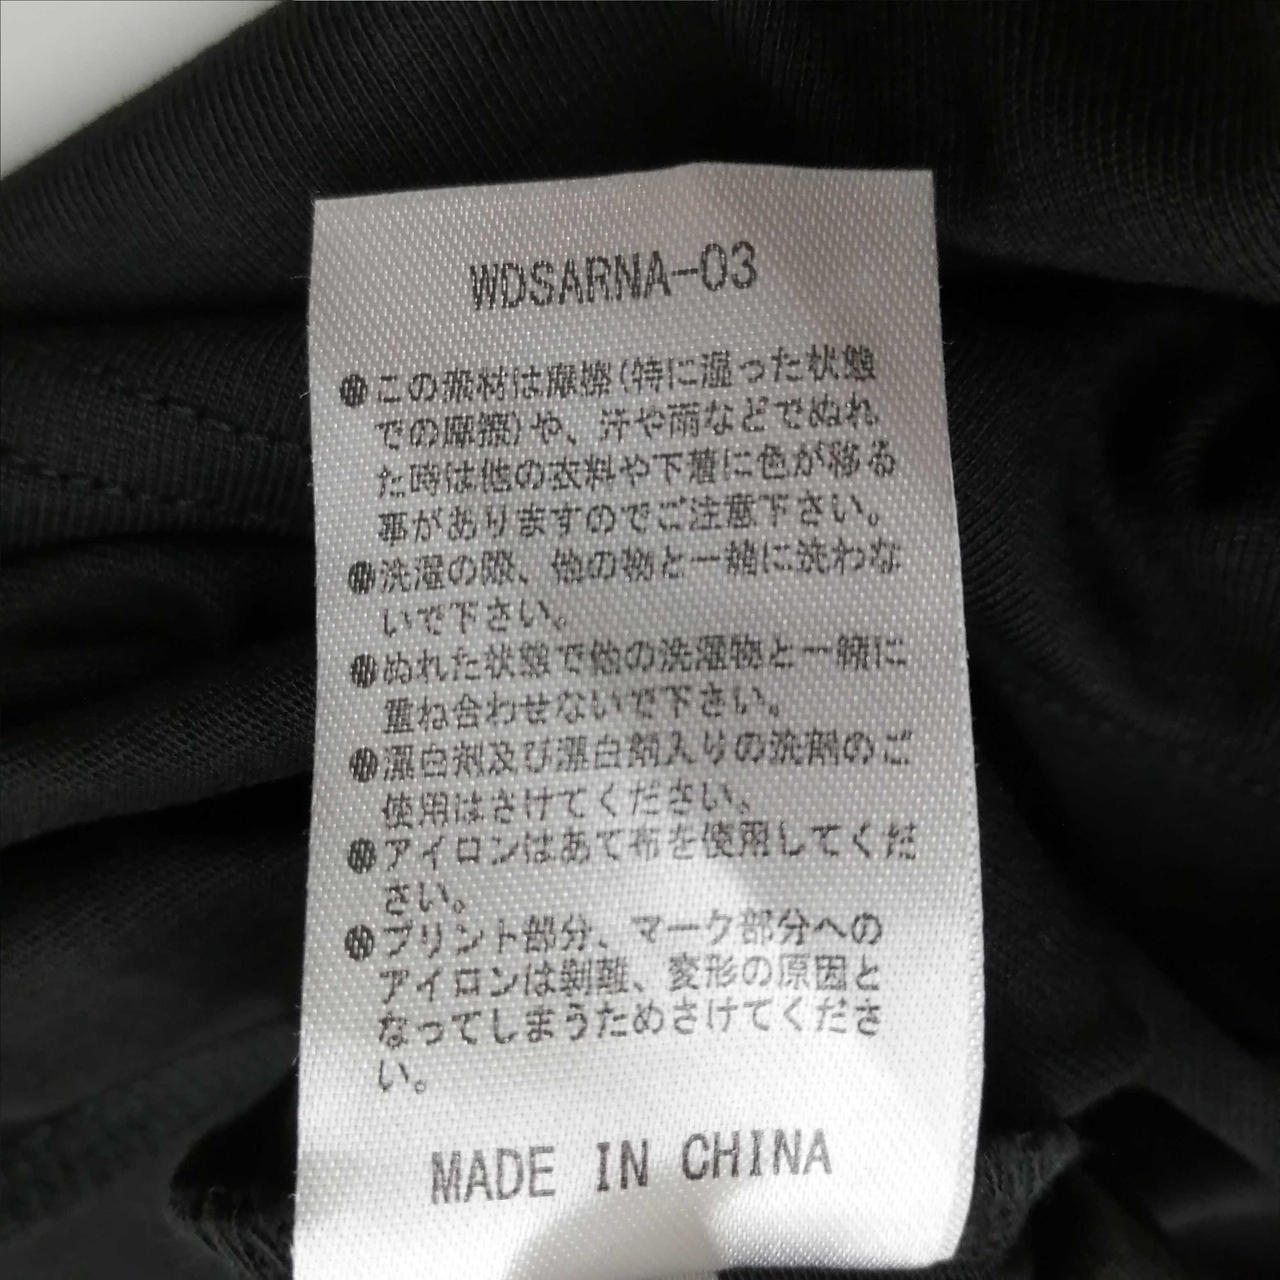 WDSARNA-03
●この素材は摩擦(特に湿った状態
での摩擦)や、汗や雨などでぬれ
た時は他の衣料や下着に色が移る
事がありますのでご注意下さい。
●洗濯の際、他の物と一緒に洗わな
いで下さい。
●ぬれた状態で他の洗濯物と一緒に
重ね合わせないで下さい。
●漂白剤及び漂白剤入りの洗剤のご
使用はさけてください。
●アイロンはあて布を使用してくだ
さい。
●プリント部分、マーク部分への
アイロンは剥離、変形の原因と
なってしまうためさけてくださ
い。
MADE IN CHINA